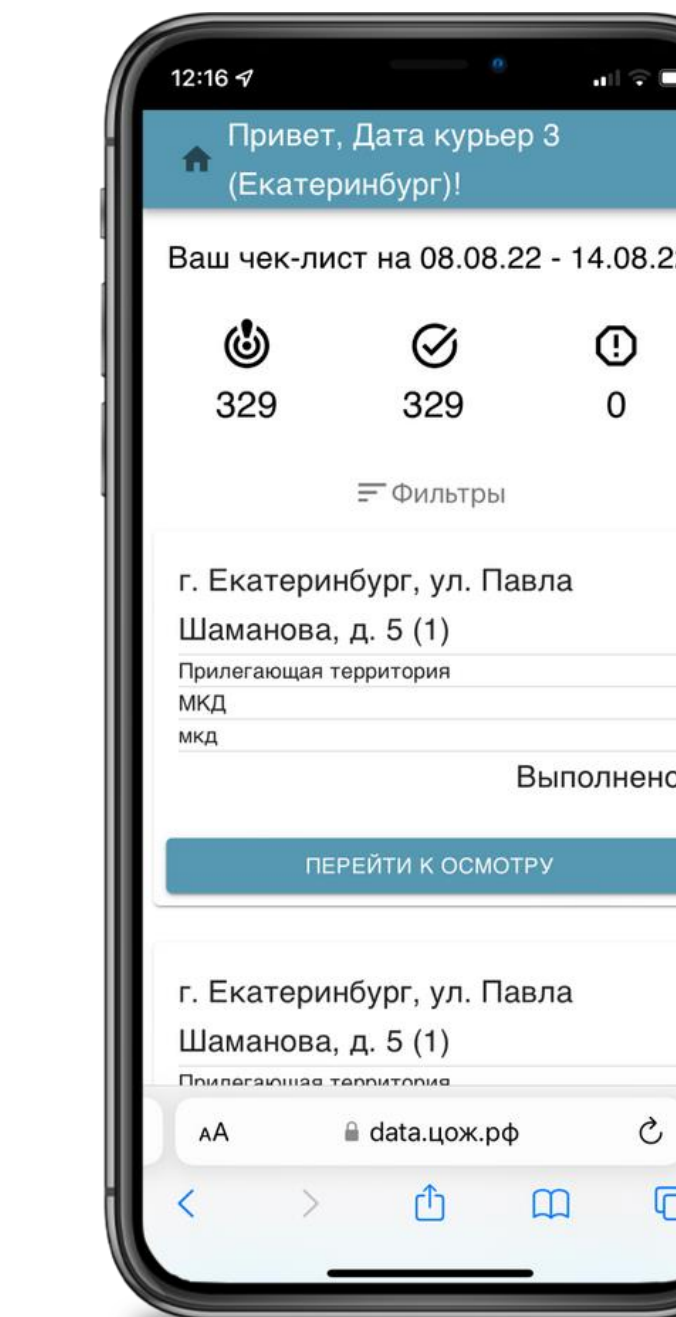 12:16
Привет, Дата курьер 3
(Екатеринбург)!
Ваш чек-лист на 08.08.22 - 14.08.2
329 329 0
Фильтры
г. Екатеринбург, ул. Павла
Шаманова, д. 5 (1)
Прилегающая территория
МКД
мкд
Выполнено
ПЕРЕЙТИ К ОСМОТРУ
г. Екатеринбург, ул. Павла
Шаманова, д. 5 (1)
Прилегающая территория
AA data.цож.рф